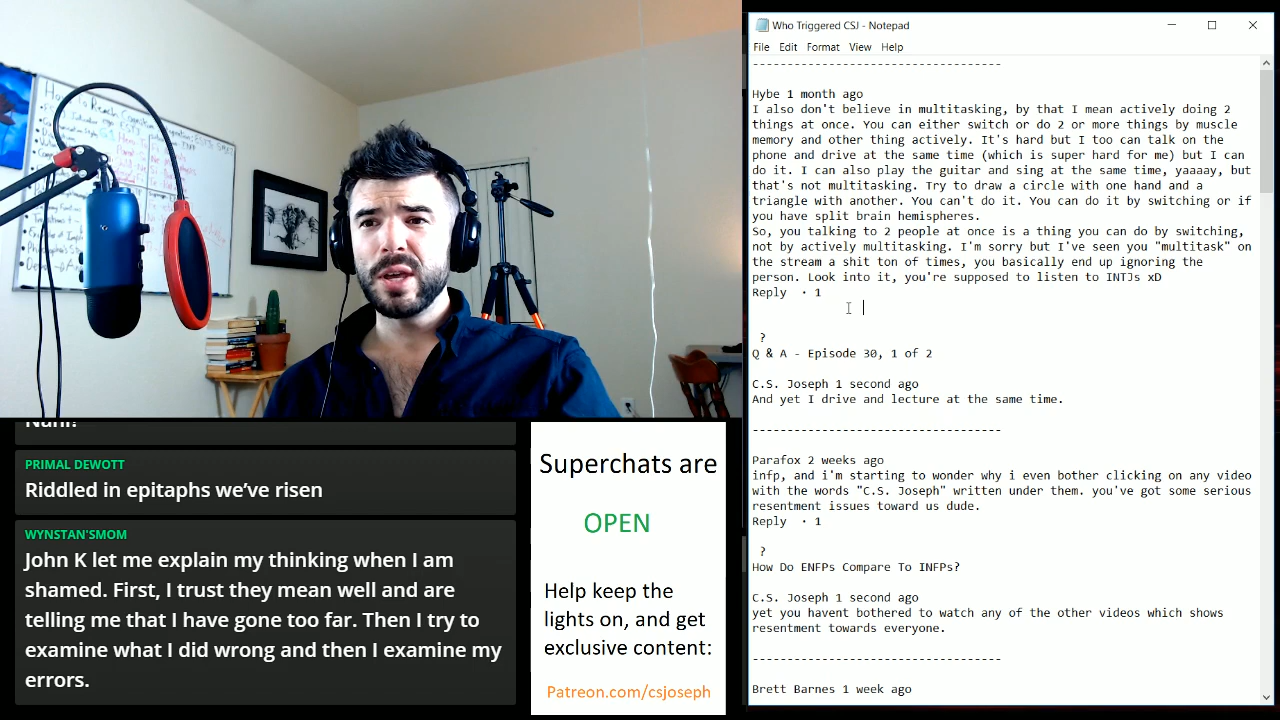 Who Triggered CSJ - Notepad
File Edit Format View Help
------------------------------------
Hybe 1 month ago
I also don't believe in multitasking, by that I mean actively doing 2
things at once. You can either switch or do 2 or more things by muscle
memory and other thing actively. It's hard but I too can talk on the
phone and drive at the same time (which is super hard for me) but I can
do it. I can also play the guitar and sing at the same time, yaaaay, but
that's not multitasking. Try to draw a circle with one hand and a
triangle with another. You can't do it. You can do it by switching or if
you have split brain hemispheres.
So, you talking to 2 people at once is a thing you can do by switching,
not by actively multitasking. I'm sorry but I've seen you "multitask" on
the stream a shit ton of times, you basically end up ignoring the
person. Look into it, you're supposed to listen to INTJs xD
Reply · 1
?
Q & A - Episode 30, 1 of 2
C.S. Joseph 1 second ago
And yet I drive and lecture at the same time.
------------------------------------
Parafox 2 weeks ago
infp, and i'm starting to wonder why i even bother clicking on any video
with the words "C.S. Joseph" written under them. you've got some serious
resentment issues toward us dude.
Reply · 1
?
How Do ENFPs Compare To INFPs?
C.S. Joseph 1 second ago
yet you havent bothered to watch any of the other videos which shows
resentment towards everyone.
------------------------------------
Brett Barnes 1 week ago
PRIMAL DEWOTT
Riddled in epitaphs we've risen
WYNSTAN'SMOM
John K let me explain my thinking when I am
shamed. First, I trust they mean well and are
telling me that I have gone too far. Then I try to
examine what I did wrong and then I examine my
errors.
Superchats are
OPEN
Help keep the
lights on, and get
exclusive content:
Patreon.com/csjoseph